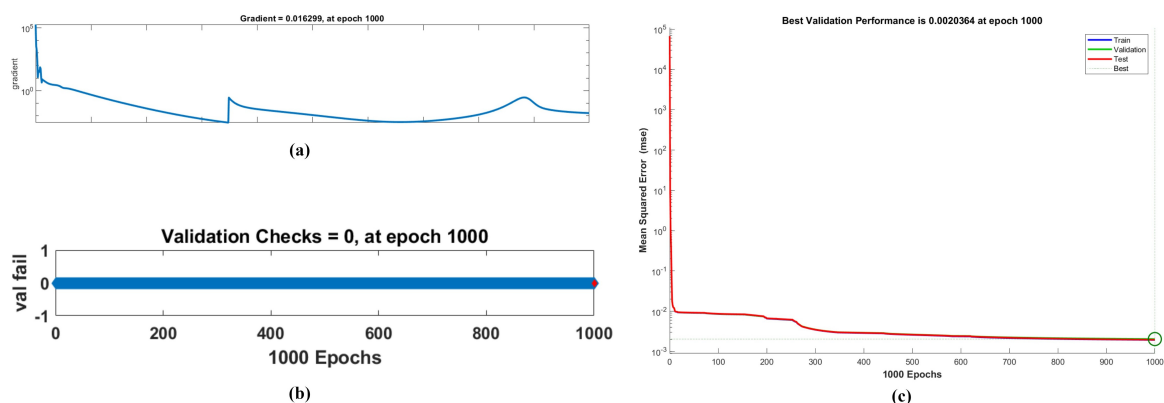 Gradient = 0.016299, at epoch 1000
10^5
10^0
gradient
(a)
Validation Checks = 0, at epoch 1000
1
0
-1
val fail
0 200 400 600 800 1000
1000 Epochs
(b)
Best Validation Performance is 0.0020364 at epoch 1000
10^5
10^4
10^3
10^2
10^1
10^0
10^-1
10^-2
10^-3
Mean Squared Error (mse)
Train
Validation
Test
Best
0 100 200 300 400 500 600 700 800 900 1000
1000 Epochs
(c)